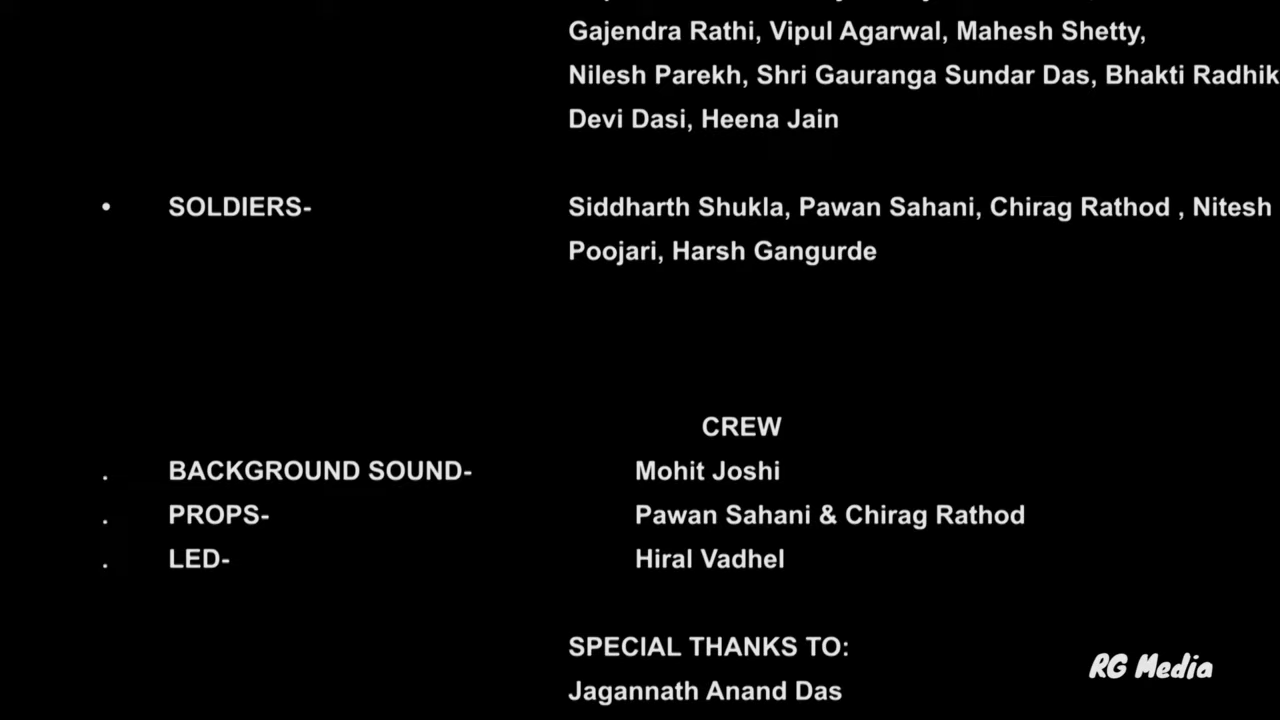 Gajendra Rathi, Vipul Agarwal, Mahesh Shetty,
Nilesh Parekh, Shri Gauranga Sundar Das, Bhakti Radhik
Devi Dasi, Heena Jain
• SOLDIERS- Siddharth Shukla, Pawan Sahani, Chirag Rathod , Nitesh
Poojari, Harsh Gangurde
CREW
. BACKGROUND SOUND- Mohit Joshi
. PROPS- Pawan Sahani & Chirag Rathod
. LED- Hiral Vadhel
SPECIAL THANKS TO:
Jagannath Anand Das
RG Media